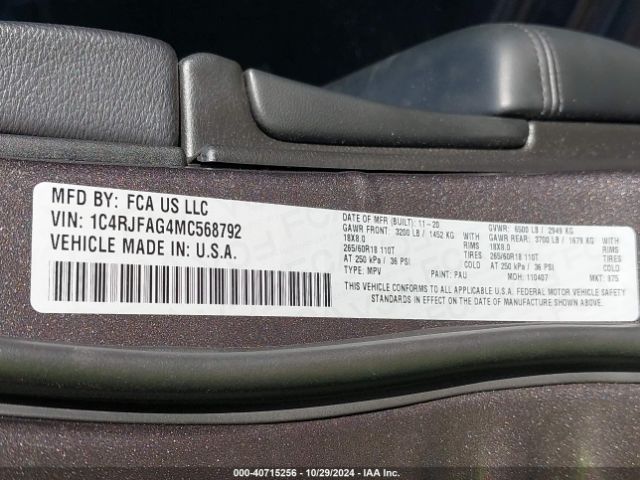 MFD BY: FCA US LLC
VIN: 1C4RJFAG4MC568792
VEHICLE MADE IN: U.S.A.
DATE OF MFR (BUILT): 11-20 GVWR: 6500 LB / 2949 KG
GAWR FRONT: 3200 LB / 1452 KG GAWR REAR: 3700 LB / 1679 KG
18X8.0 RIMS 18X8.0 RIMS
265/60R18 110T TIRES 265/60R18 110T TIRES
AT 250 kPa / 36 PSI COLD AT 250 kPa / 36 PSI COLD
TYPE: MPV PAINT: PAU MDH: 110407 MKT: 875
THIS VEHICLE CONFORMS TO ALL APPLICABLE U.S.A. FEDERAL MOTOR VEHICLE SAFETY
STANDARDS IN EFFECT ON THE DATE OF MANUFACTURE SHOWN ABOVE.
000-40715256 | 10/29/2024 | IAA Inc.